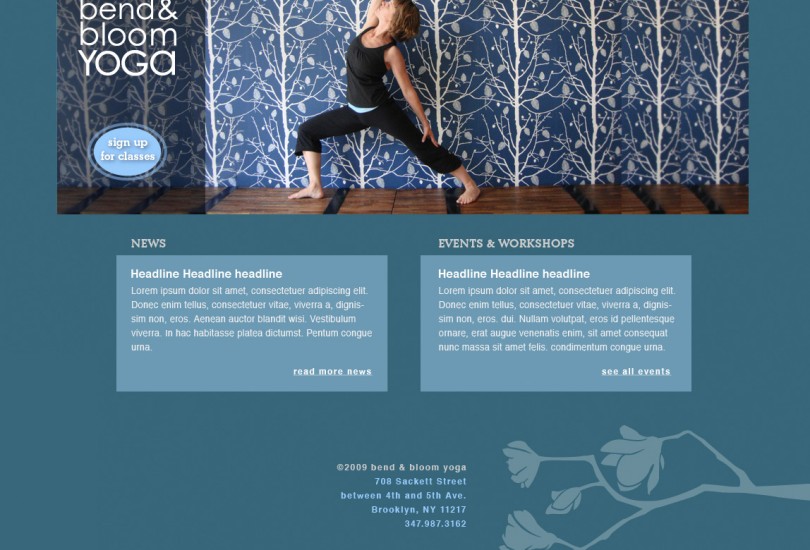 bend&
bloom
YOGA
sign up
for classes
NEWS
Headline Headline headline
Lorem ipsum dolor sit amet, consectetuer adipiscing elit.
Donec enim tellus, consectetuer vitae, viverra a, dignis-
sim non, eros. Aenean auctor blandit wisi. Vestibulum
viverra. In hac habitasse platea dictumst. Pentum congue
urna.
read more news
EVENTS & WORKSHOPS
Headline Headline headline
Lorem ipsum dolor sit amet, consectetuer adipiscing elit.
Donec enim tellus, consectetuer vitae, viverra a, dignis-
sim non, eros. dui. Nullam volutpat, eros id pellentesque
ornare, erat augue venenatis enim, sit amet consequat
nunc massa sit amet felis. condimentum congue urna.
see all events
©2009 bend & bloom yoga
708 Sackett Street
between 4th and 5th Ave.
Brooklyn, NY 11217
347.987.3162